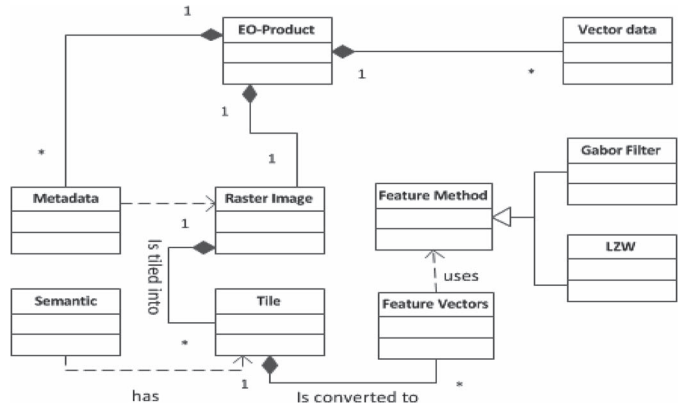 1
EO-Product
Vector data
1
*
1
*
1
Gabor Filter
Metadata
Raster Image
Feature Method
1
LZW
Is tiled into
uses
Semantic
Tile
Feature Vectors
*
1
*
has
Is converted to